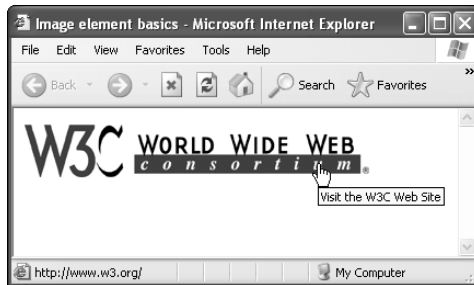 Image element basics - Microsoft Internet Explorer
File Edit View Favorites Tools Help
Back Search Favorites »
W3C WORLD WIDE WEB
consortium®
Visit the W3C Web Site
http://www.w3.org/ My Computer